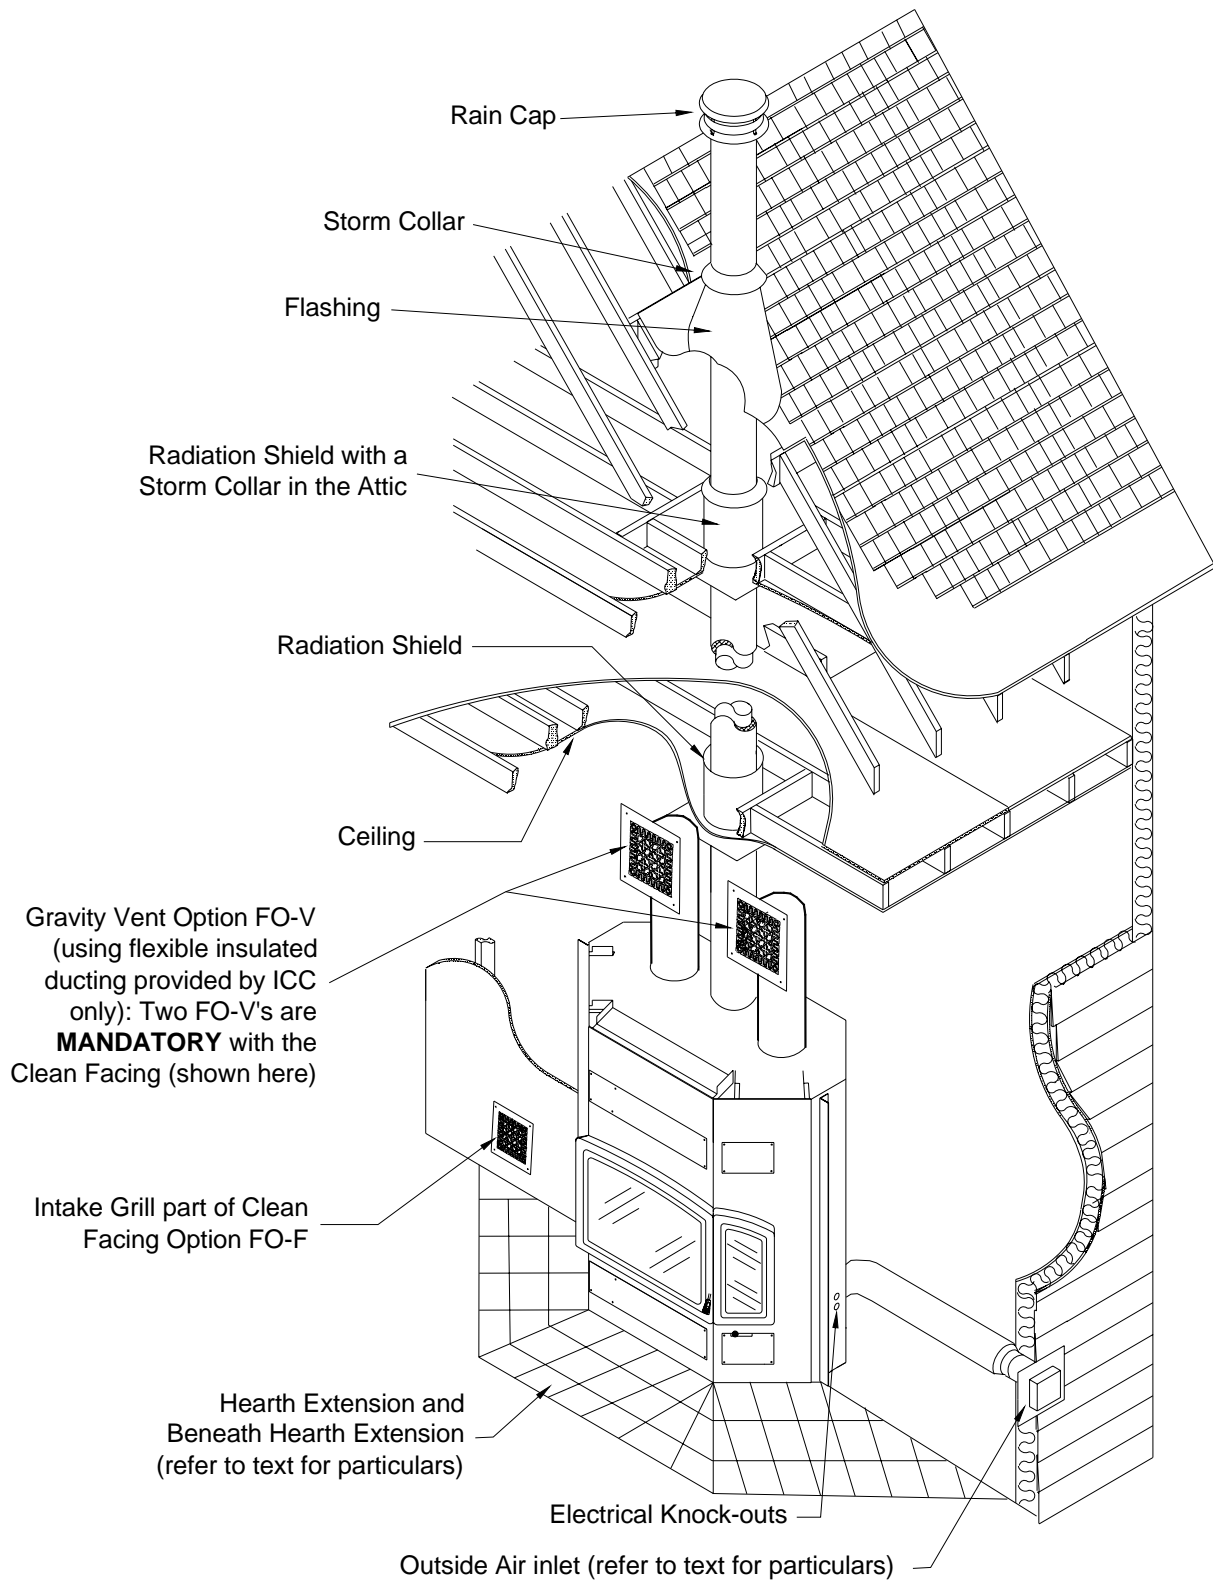 Rain Cap
Storm Collar
Flashing
Radiation Shield with a
Storm Collar in the Attic
Radiation Shield
Ceiling
Gravity Vent Option FO-V
(using flexible insulated
ducting provided by ICC
only): Two FO-V's are
MANDATORY with the
Clean Facing (shown here)
Intake Grill part of Clean
Facing Option FO-F
Hearth Extension and
Beneath Hearth Extension
(refer to text for particulars)
Electrical Knock-outs
Outside Air inlet (refer to text for particulars)